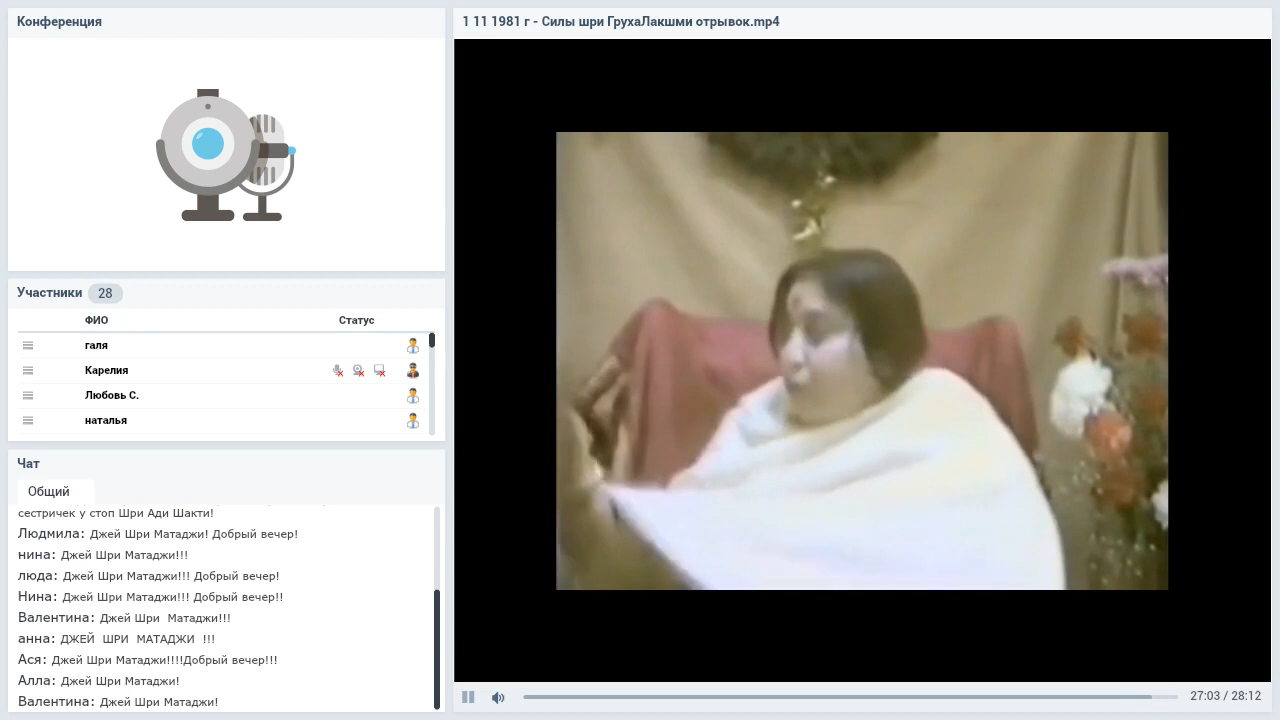 Конференция
1 11 1981 г - Силы шри ГрухаЛакшми отрывок.mp4
Участники 28
ФИО Статус
галя
Карелия
Любовь С.
наталья
Чат
Общий
сестричек у стоп Шри Ади Шакти!
Людмила: Джей Шри Матаджи! Добрый вечер!
нина: Джей Шри Матаджи!!!
люда: Джей Шри Матаджи!!! Добрый вечер!
Нина: Джей Шри Матаджи!!! Добрый вечер!!
Валентина: Джей Шри  Матаджи!!!
анна: ДЖЕЙ  ШРИ  МАТАДЖИ  !!!
Ася: Джей Шри Матаджи!!!!Добрый вечер!!!
Алла: Джей Шри Матаджи!
Валентина: Джей Шри Матаджи!
27:03 / 28:12